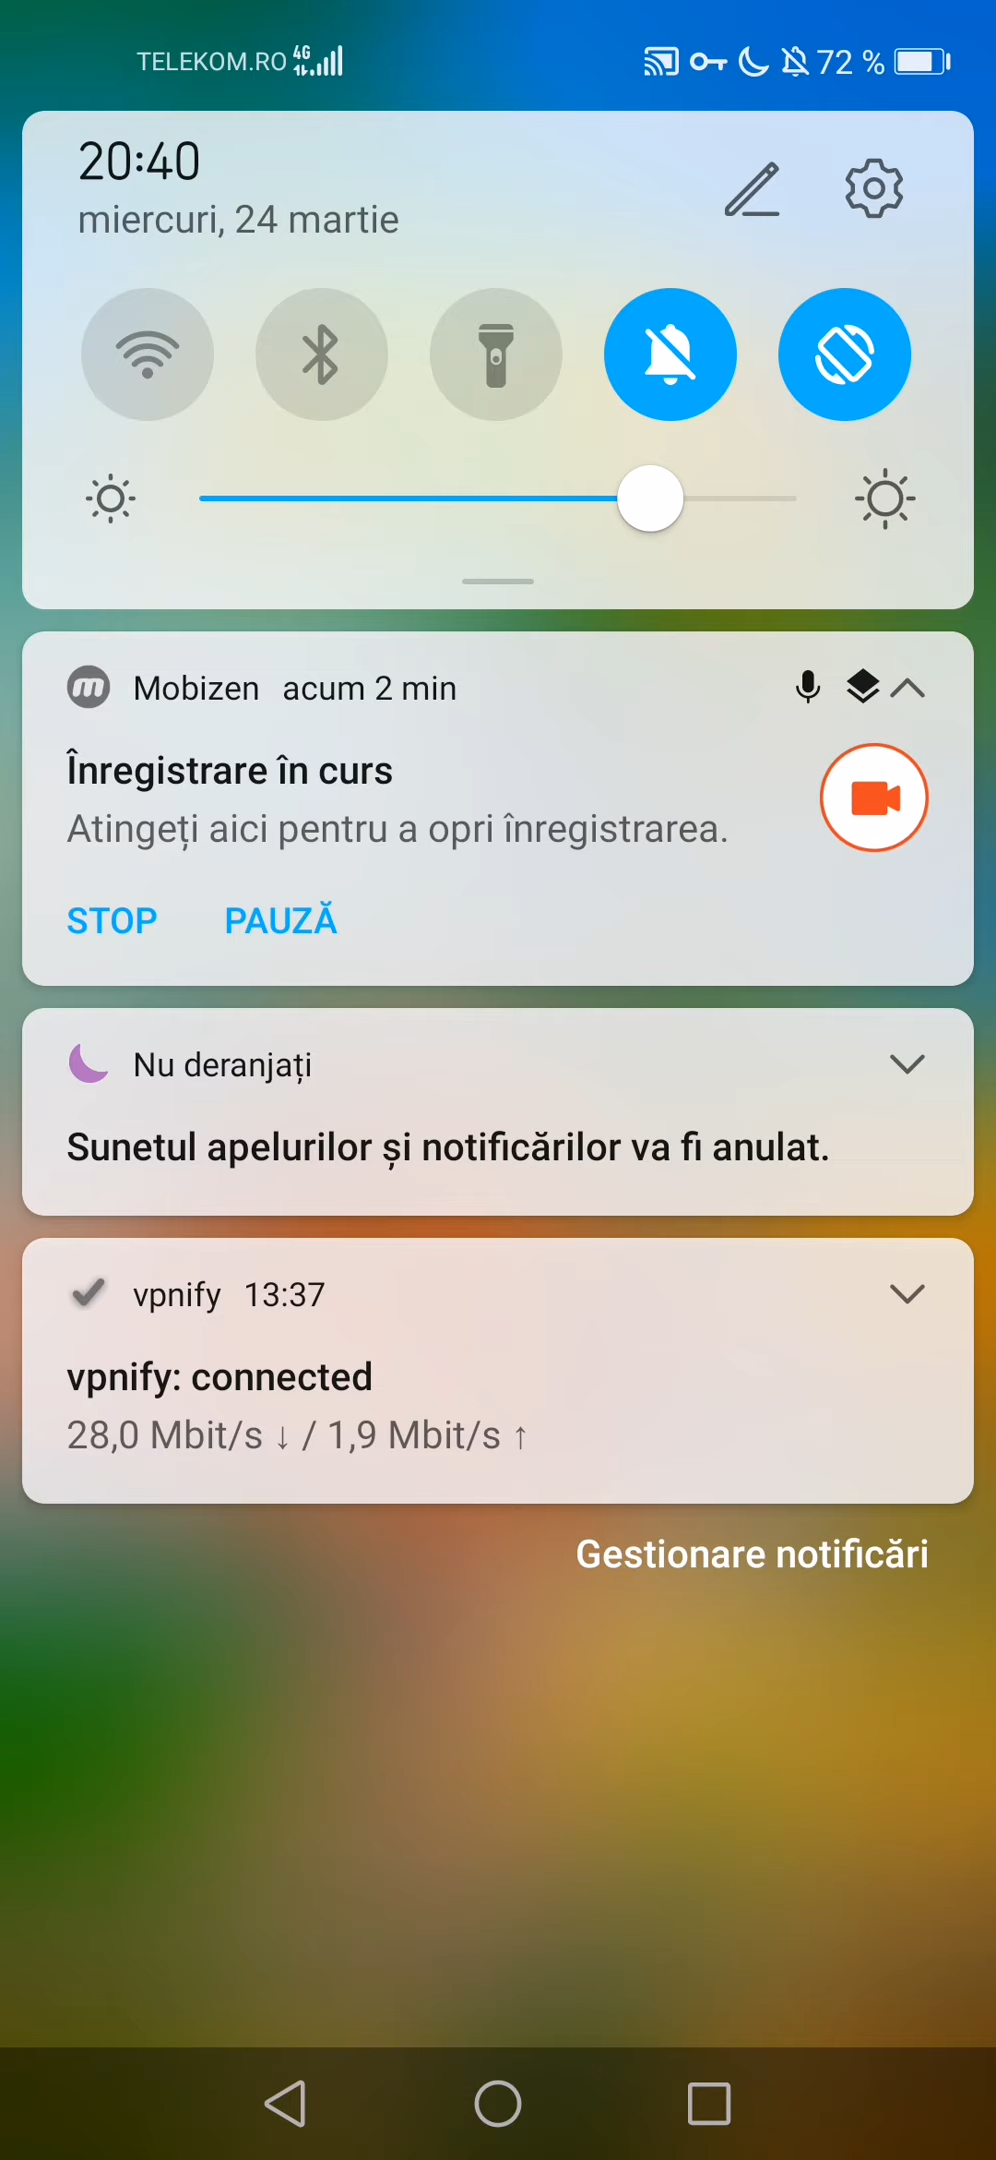 TELEKOM.RO 4G 72 %
20:40
miercuri, 24 martie
Mobizen acum 2 min
Înregistrare în curs
Atingeți aici pentru a opri înregistrarea.
STOP PAUZĂ
Nu deranjați
Sunetul apelurilor și notificărilor va fi anulat.
vpnify 13:37
vpnify: connected
28,0 Mbit/s ↓ / 1,9 Mbit/s ↑
Gestionare notificări